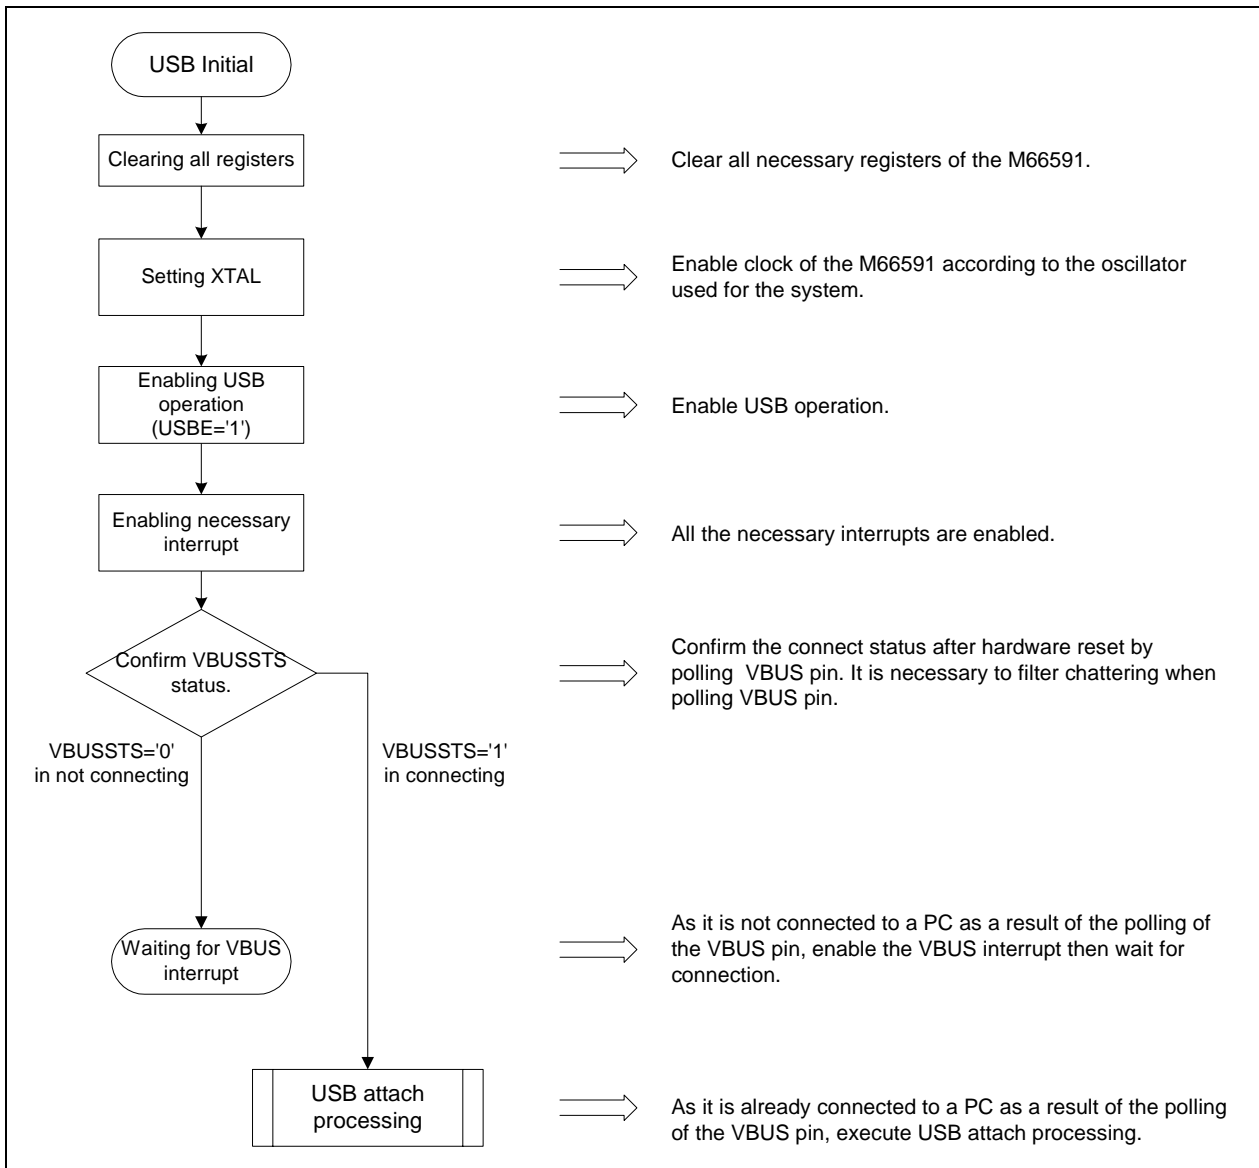 USB Initial
Clearing all registers
Clear all necessary registers of the M66591.
Setting XTAL
Enable clock of the M66591 according to the oscillator
used for the system.
Enabling USB
operation
(USBE='1')
Enable USB operation.
Enabling necessary
interrupt
All the necessary interrupts are enabled.
Confirm VBUSSTS
status.
Confirm the connect status after hardware reset by
polling  VBUS pin. It is necessary to filter chattering when
polling VBUS pin.
VBUSSTS='0'
in not connecting
VBUSSTS='1'
in connecting
Waiting for VBUS
interrupt
As it is not connected to a PC as a result of the polling of
the VBUS pin, enable the VBUS interrupt then wait for
connection.
USB attach
processing
As it is already connected to a PC as a result of the polling
of the VBUS pin, execute USB attach processing.